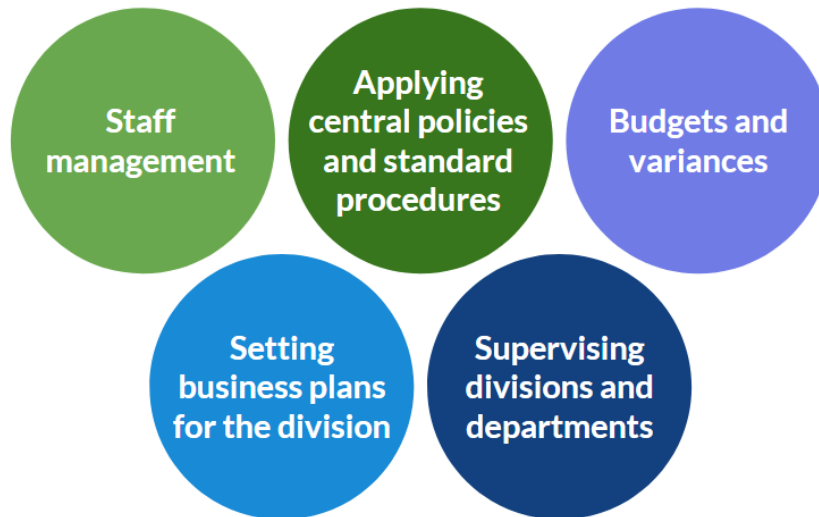 Staff
management
Applying
central policies
and standard
procedures
Budgets and
variances
Setting
business plans
for the division
Supervising
divisions and
departments